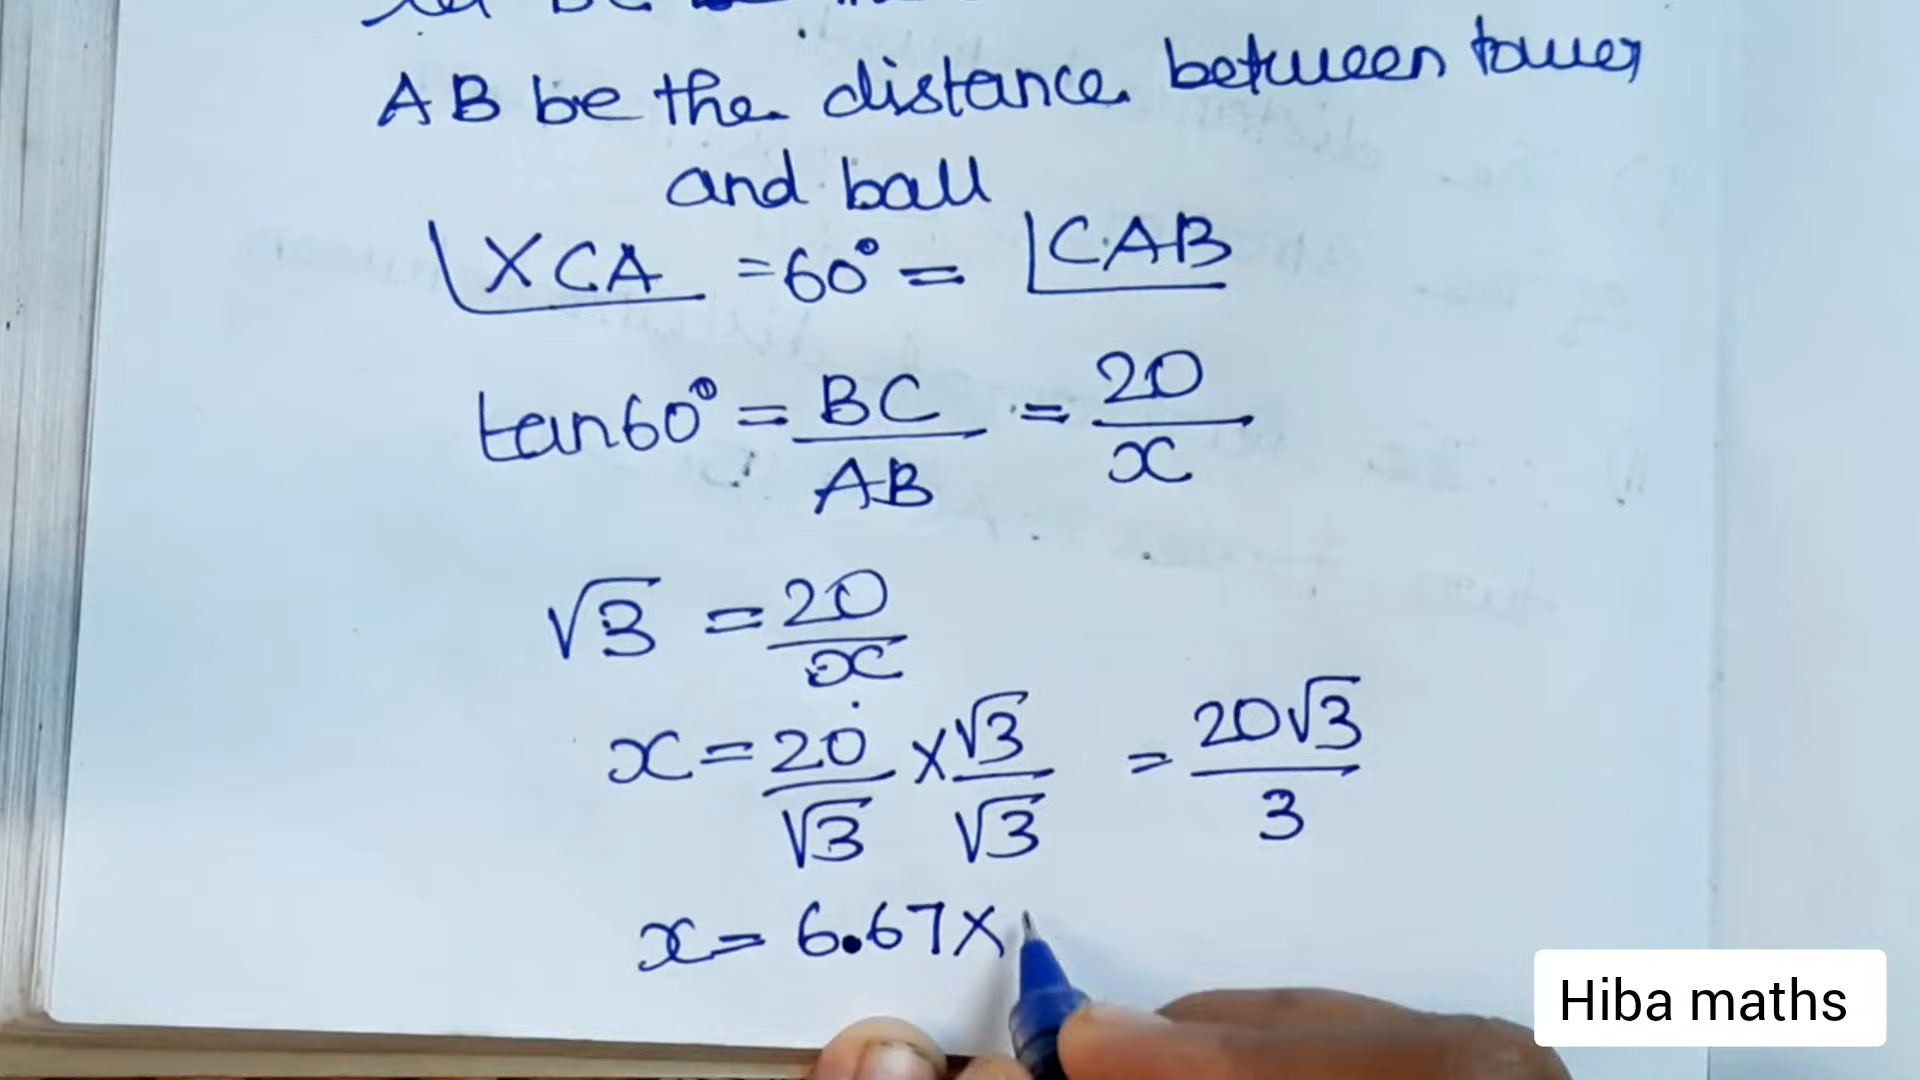 AB be the distance between tower
and ball
∠XCA = 60° = ∠CAB
tan60° = BC/AB = 20/x
√3 = 20/x
x = 20/√3 × √3/√3 = 20√3/3
x = 6.67 ×
Hiba maths